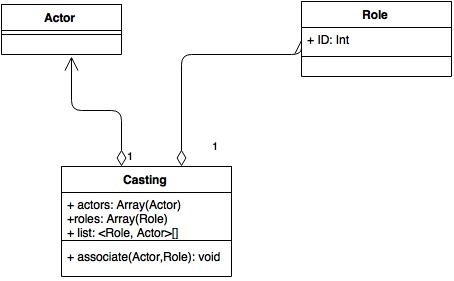 Actor
Role
+ ID: Int
1
1
Casting
+ actors: Array(Actor)
+roles: Array(Role)
+ list: <Role, Actor>[]
+ associate(Actor,Role): void